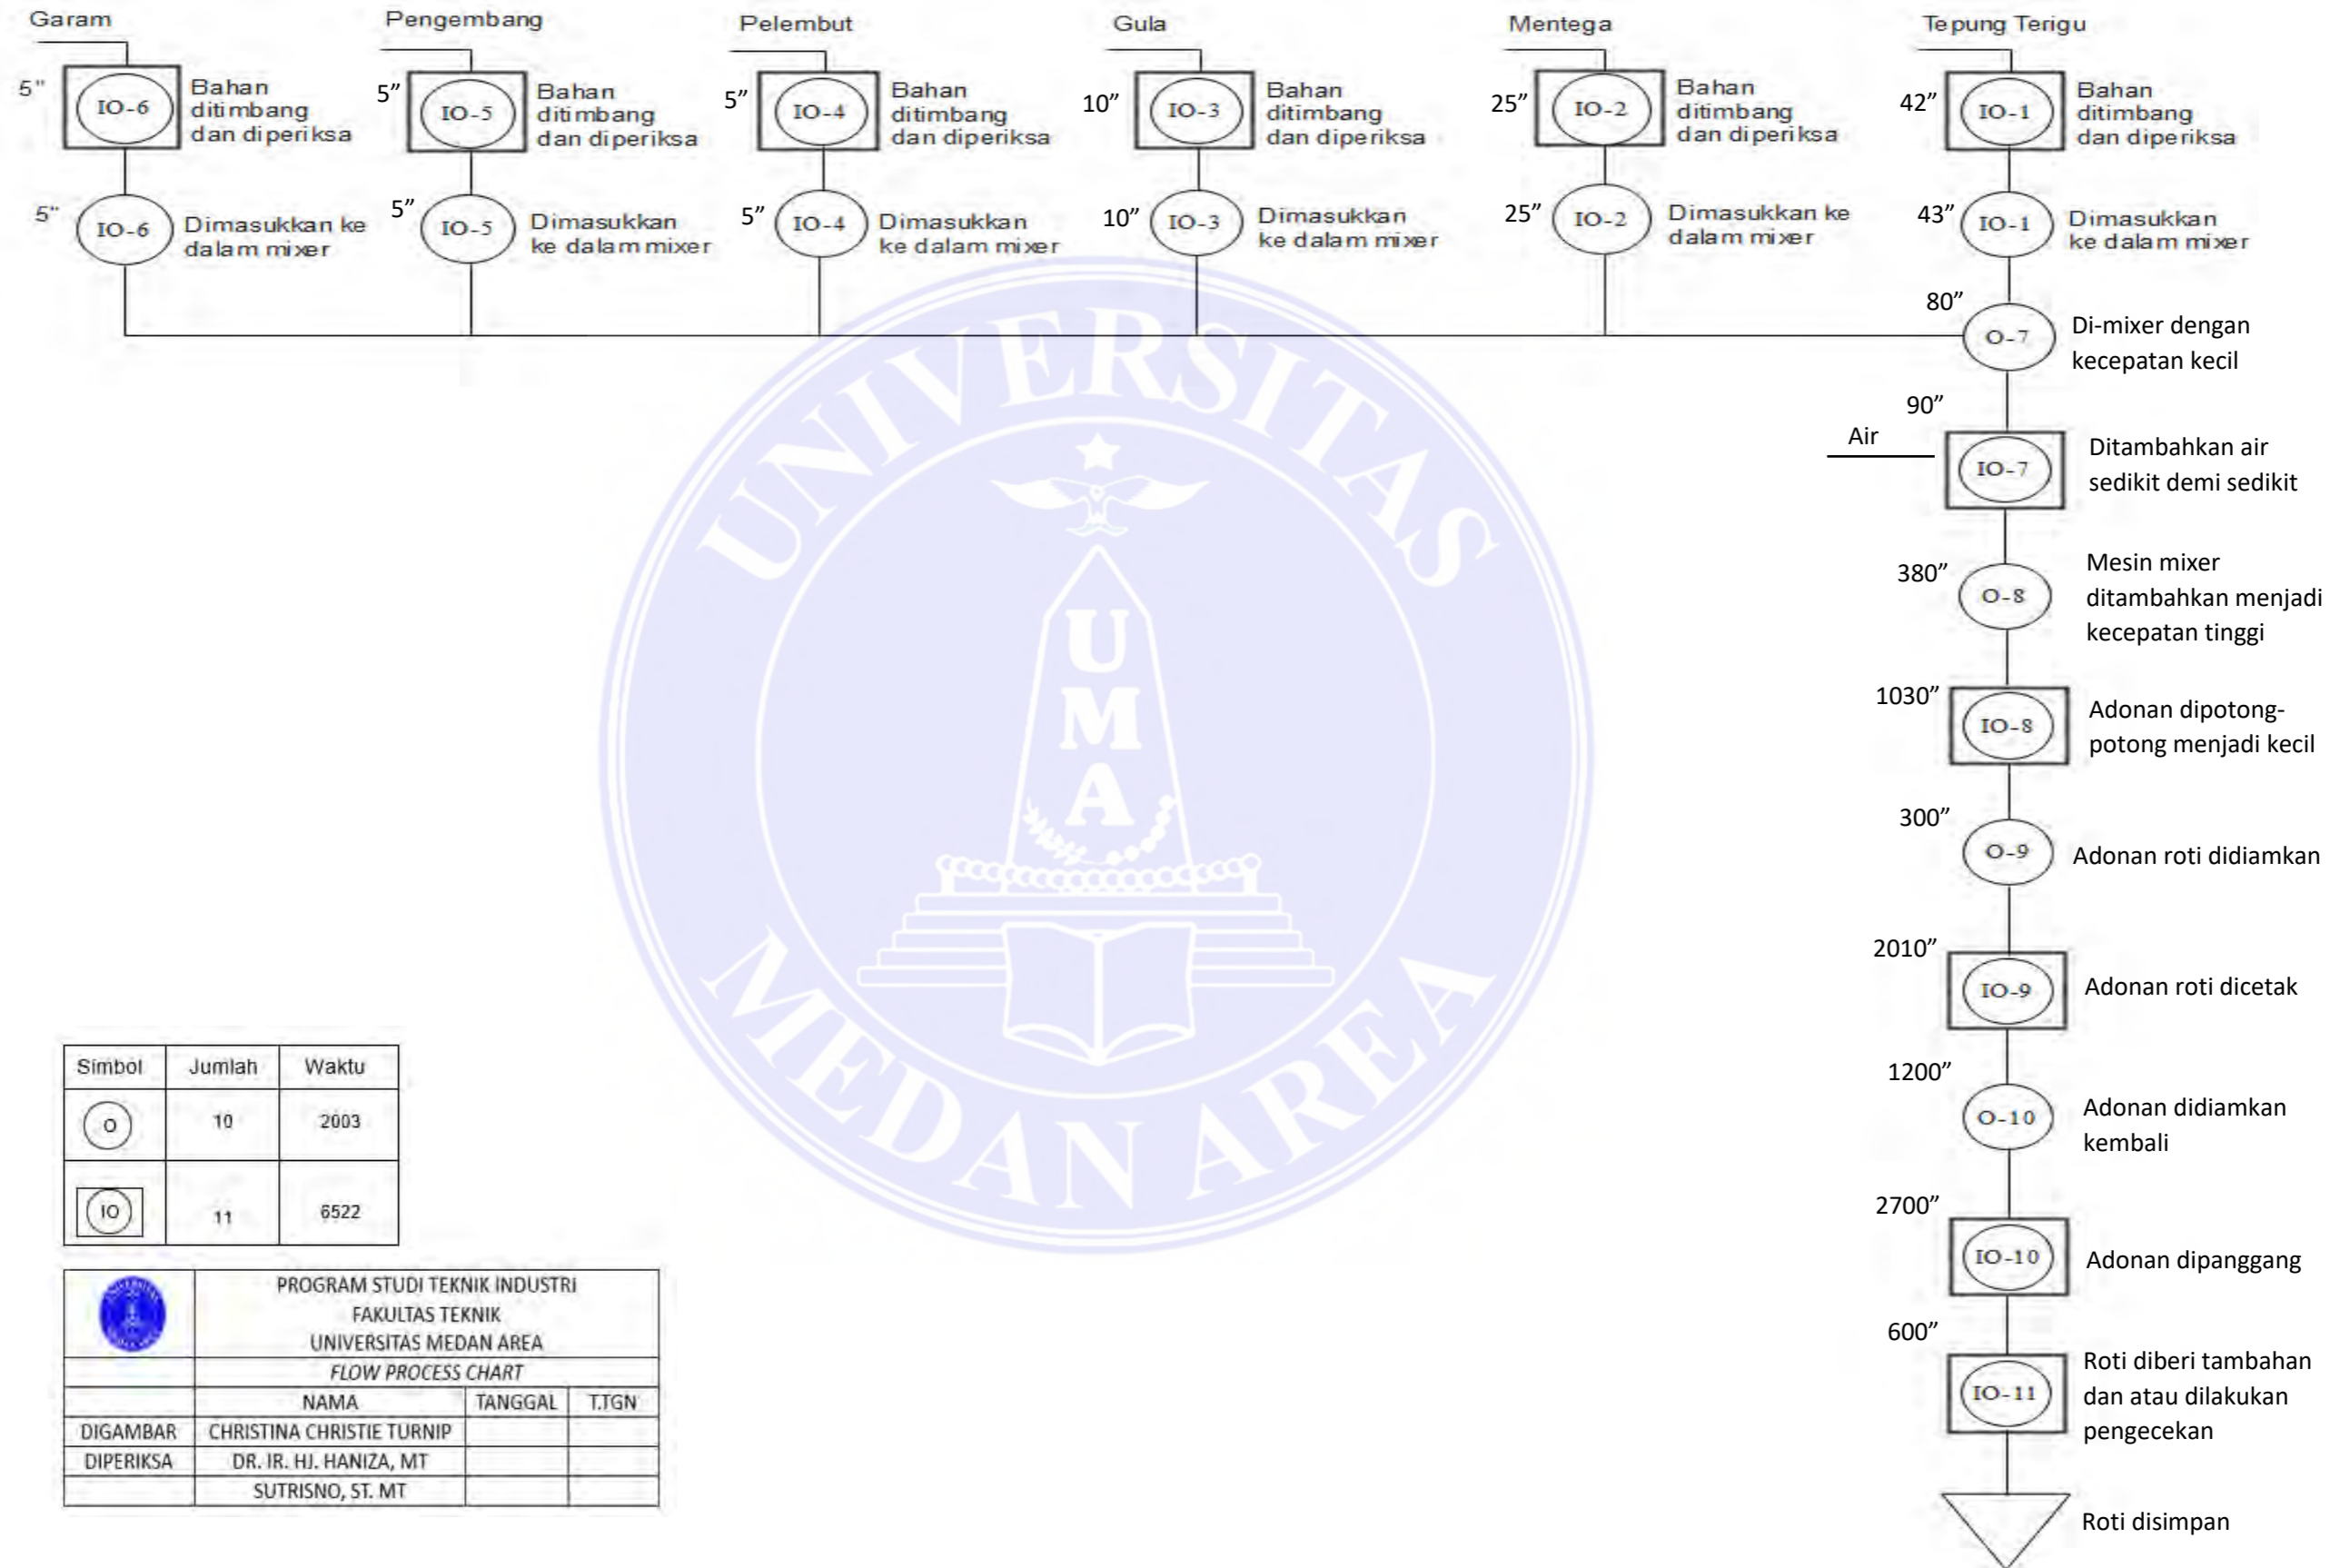 Garam
5"
IO-6
Bahan
ditimbang
dan diperiksa
5"
IO-6
Dimasukkan ke
dalam mixer
Pengembang
5”
IO-5
Bahan
ditimbang
dan diperiksa
5”
IO-5
Dimasukkan
ke dalam mixer
Pelembut
5”
IO-4
Bahan
ditimbang
dan diperiksa
5”
IO-4
Dimasukkan
ke dalam mixer
Gula
10”
IO-3
Bahan
ditimbang
dan diperiksa
10”
IO-3
Dimasukkan
ke dalam mixer
Mentega
25”
IO-2
Bahan
ditimbang
dan diperiksa
25”
IO-2
Dimasukkan ke
dalam mixer
Tepung Terigu
42”
IO-1
Bahan
ditimbang
dan diperiksa
43”
IO-1
Dimasukkan
ke dalam mixer
80”
O-7
Di-mixer dengan
kecepatan kecil
90”
Air
IO-7
Ditambahkan air
sedikit demi sedikit
380”
O-8
Mesin mixer
ditambahkan menjadi
kecepatan tinggi
1030”
IO-8
Adonan dipotong-
potong menjadi kecil
300”
O-9
Adonan roti didiamkan
2010”
IO-9
Adonan roti dicetak
1200”
O-10
Adonan didiamkan
kembali
2700”
IO-10
Adonan dipanggang
600”
IO-11
Roti diberi tambahan
dan atau dilakukan
pengecekan
Roti disimpan
UNIVERSITAS
MEDAN AREA
U
M
A
Simbol Jumlah Waktu
O 10 2003
IO 11 6522
PROGRAM STUDI TEKNIK INDUSTRI
FAKULTAS TEKNIK
UNIVERSITAS MEDAN AREA
FLOW PROCESS CHART
NAMA TANGGAL T.TGN
DIGAMBAR CHRISTINA CHRISTIE TURNIP
DIPERIKSA DR. IR. HJ. HANIZA, MT
SUTRISNO, ST. MT